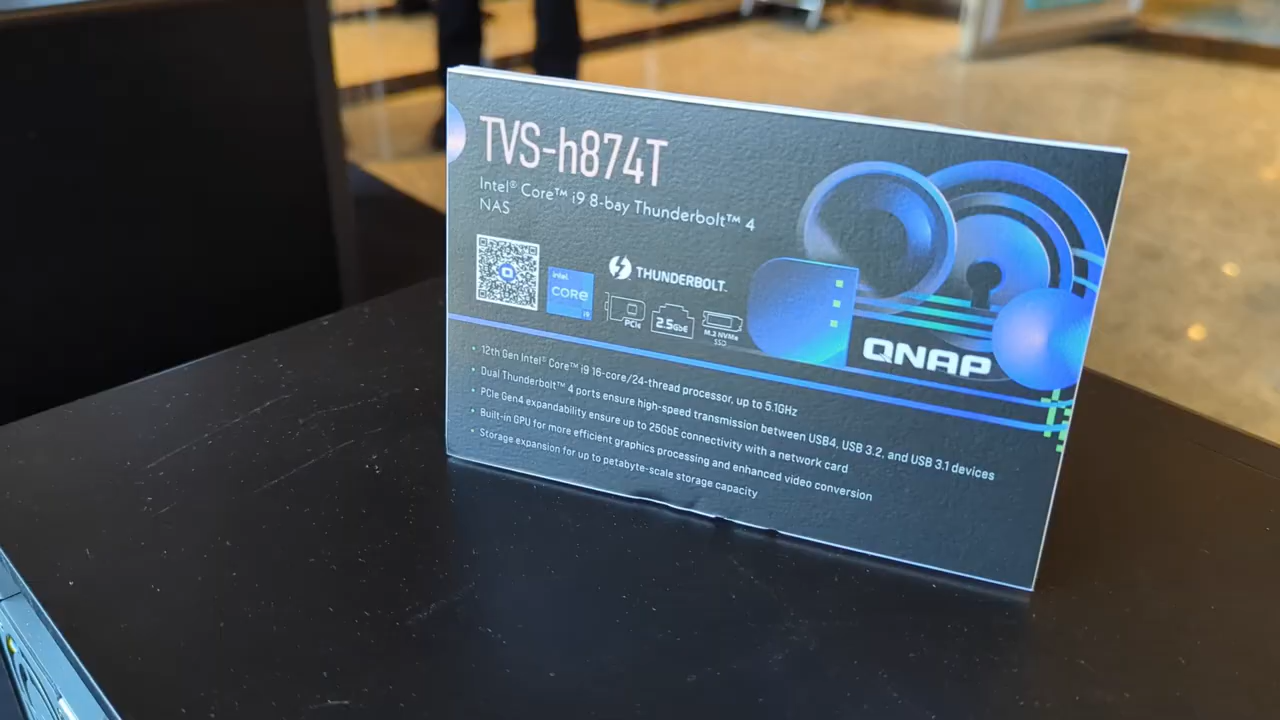 TVS-h874T
Intel® Core™ i9 8-bay Thunderbolt™ 4
NAS
intel
CORE
i9
THUNDERBOLT™
PCIe
2.5GbE
M.2 NVMe
SSD
QNAP
• 12th Gen Intel® Core™ i9 16-core/24-thread processor, up to 5.1GHz
• Dual Thunderbolt™ 4 ports ensure high-speed transmission between USB4, USB 3.2, and USB 3.1 devices
• PCIe Gen4 expandability ensure up to 25GbE connectivity with a network card
• Built-in GPU for more efficient graphics processing and enhanced video conversion
• Storage expansion for up to petabyte-scale storage capacity